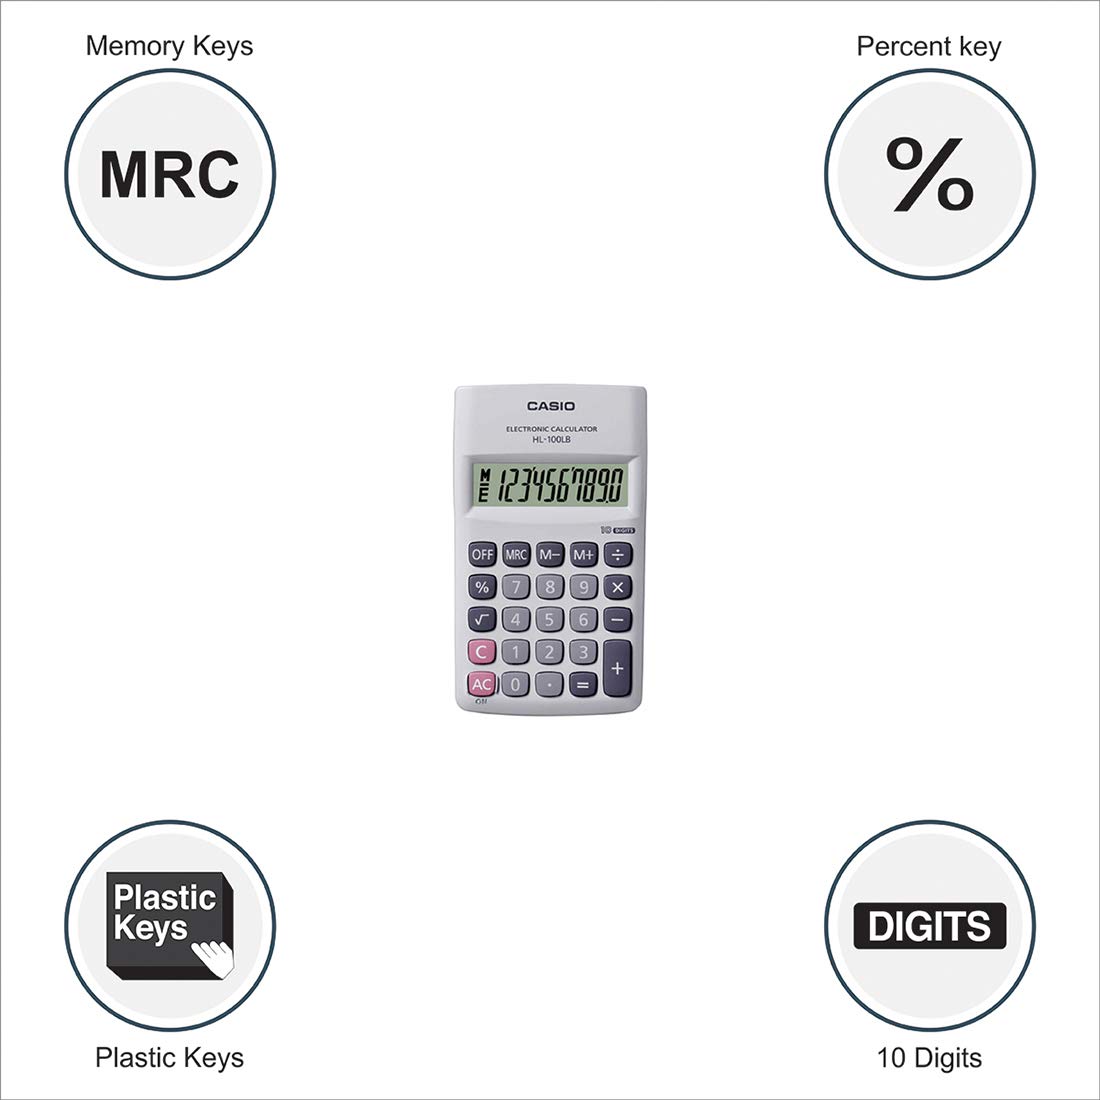 Memory Keys
Percent key
MRC
%
CASIO
ELECTRONIC CALCULATOR
HL-100LB
M
E
1234567890.
10 DIGITS
OFF MRC M− M+ ÷
% 7 8 9 ×
√ 4 5 6 −
C 1 2 3 +
AC 0 · =
ON
Plastic
Keys
DIGITS
Plastic Keys
10 Digits